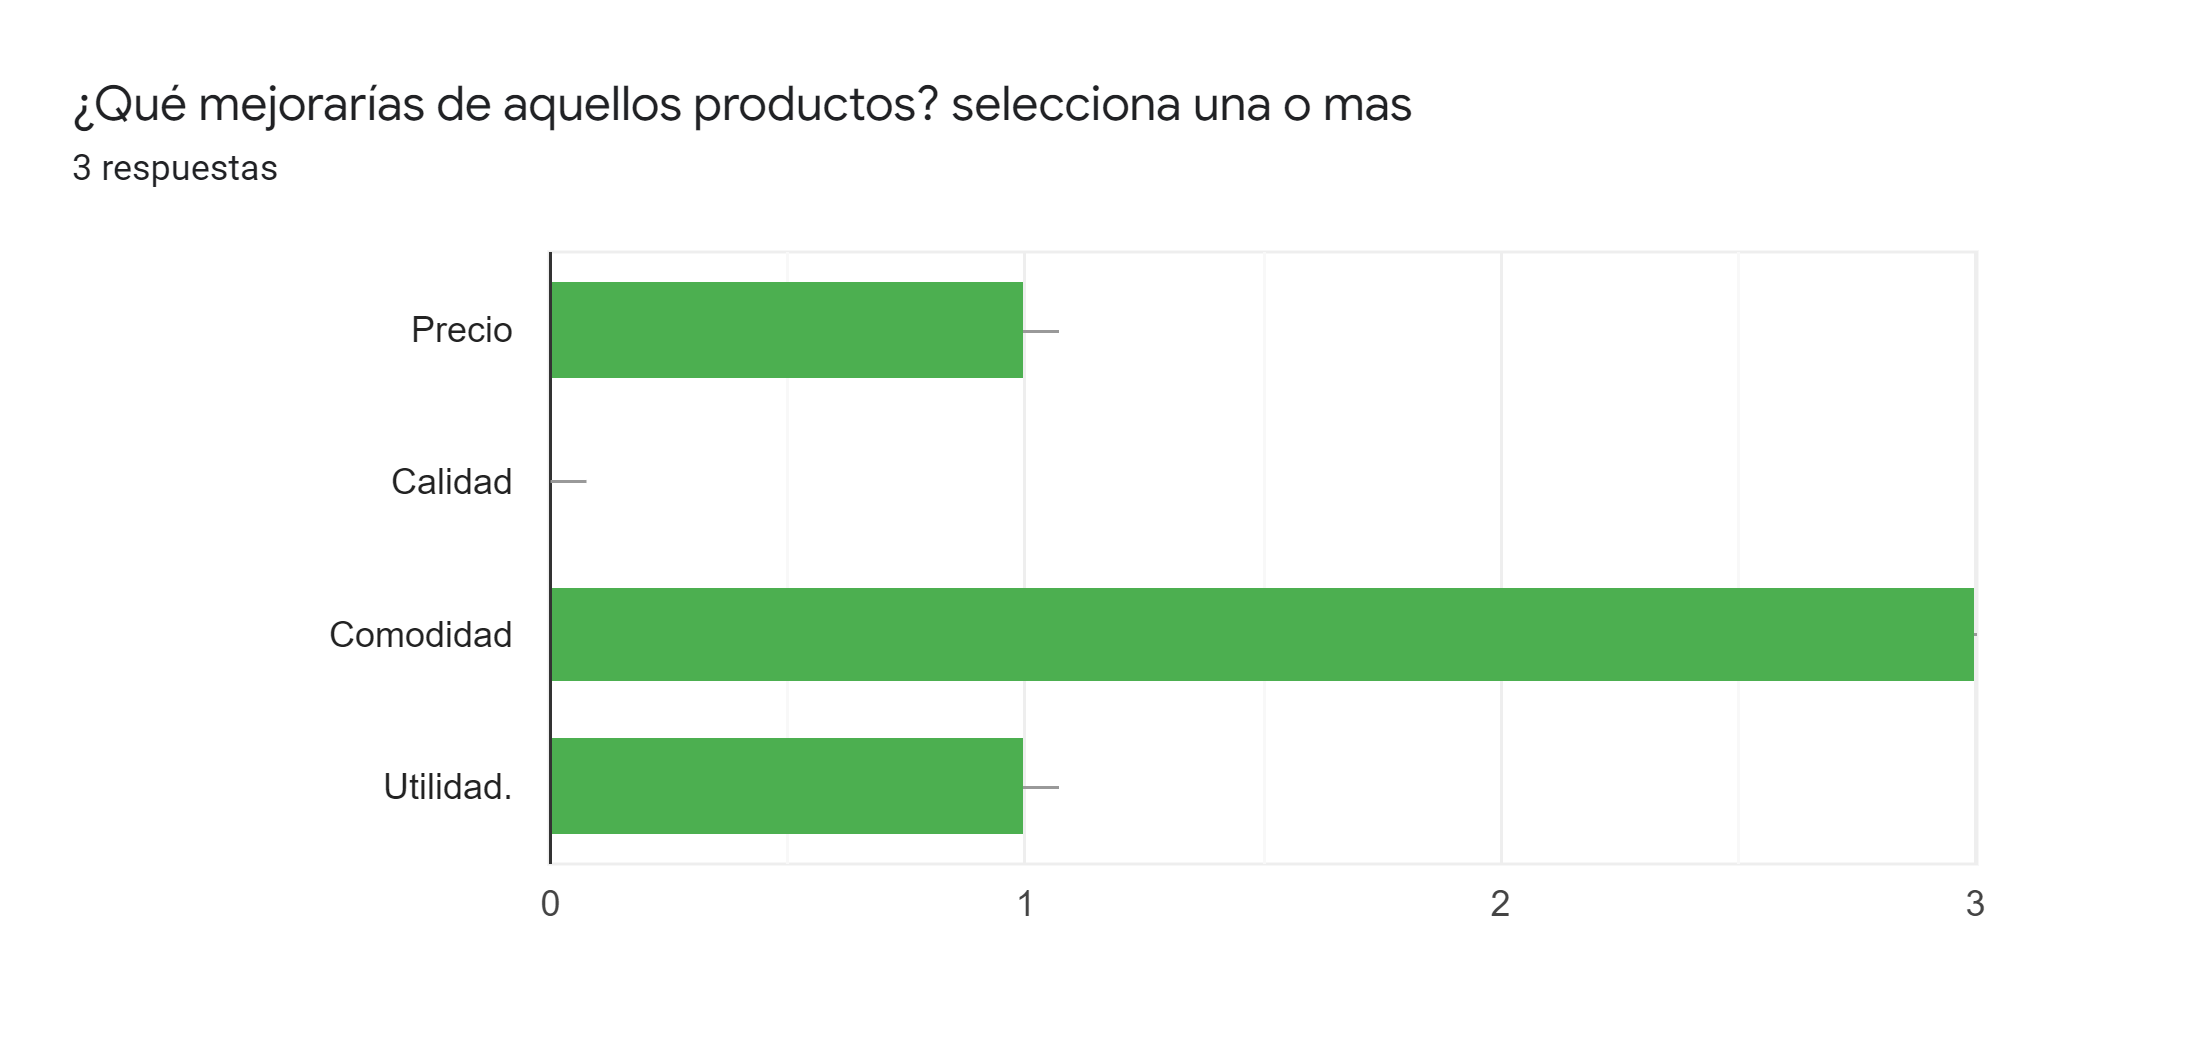 ¿Qué mejorarías de aquellos productos? selecciona una o mas
3 respuestas
Precio
Calidad
Comodidad
Utilidad.
0 1 2 3